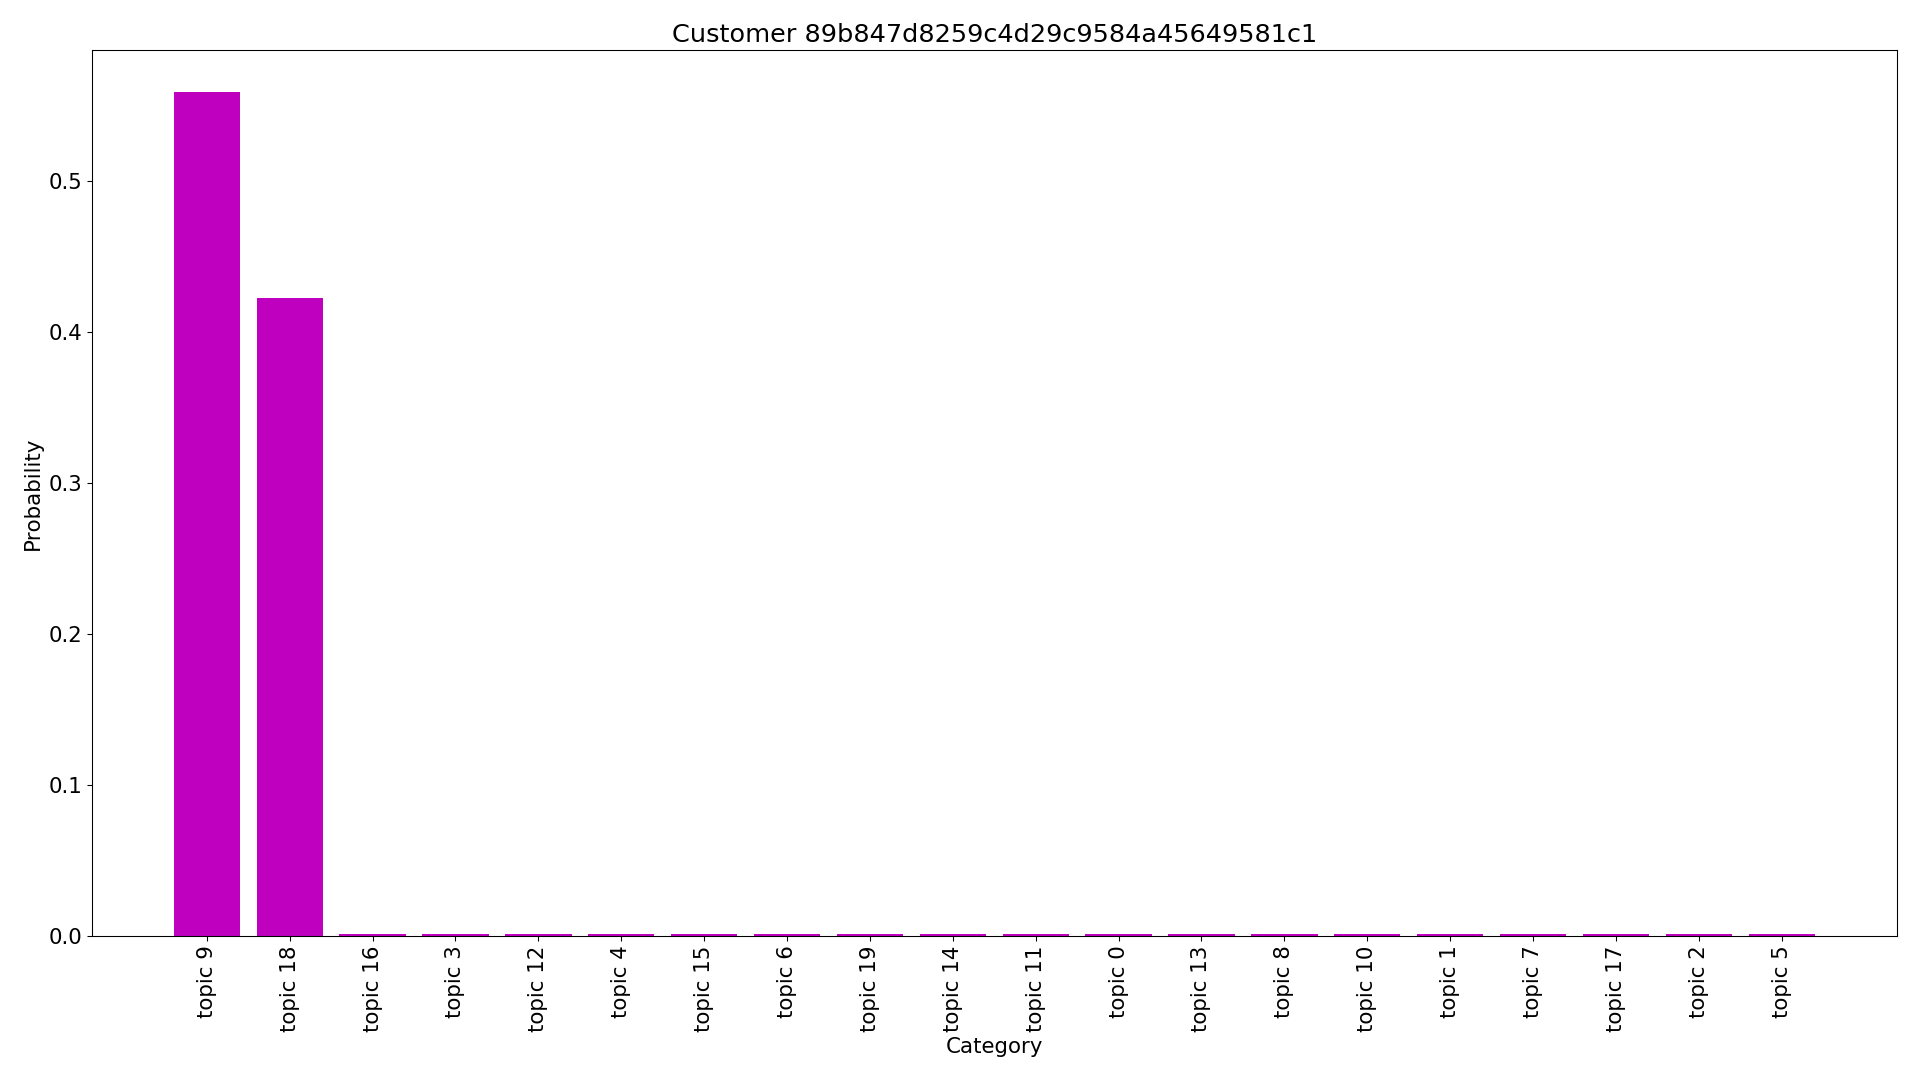 Customer 89b847d8259c4d29c9584a45649581c1
Probability
0.5
0.4
0.3
0.2
0.1
0.0
topic 9
topic 18
topic 16
topic 3
topic 12
topic 4
topic 15
topic 6
topic 19
topic 14
topic 11
topic 0
topic 13
topic 8
topic 10
topic 1
topic 7
topic 17
topic 2
topic 5
Category